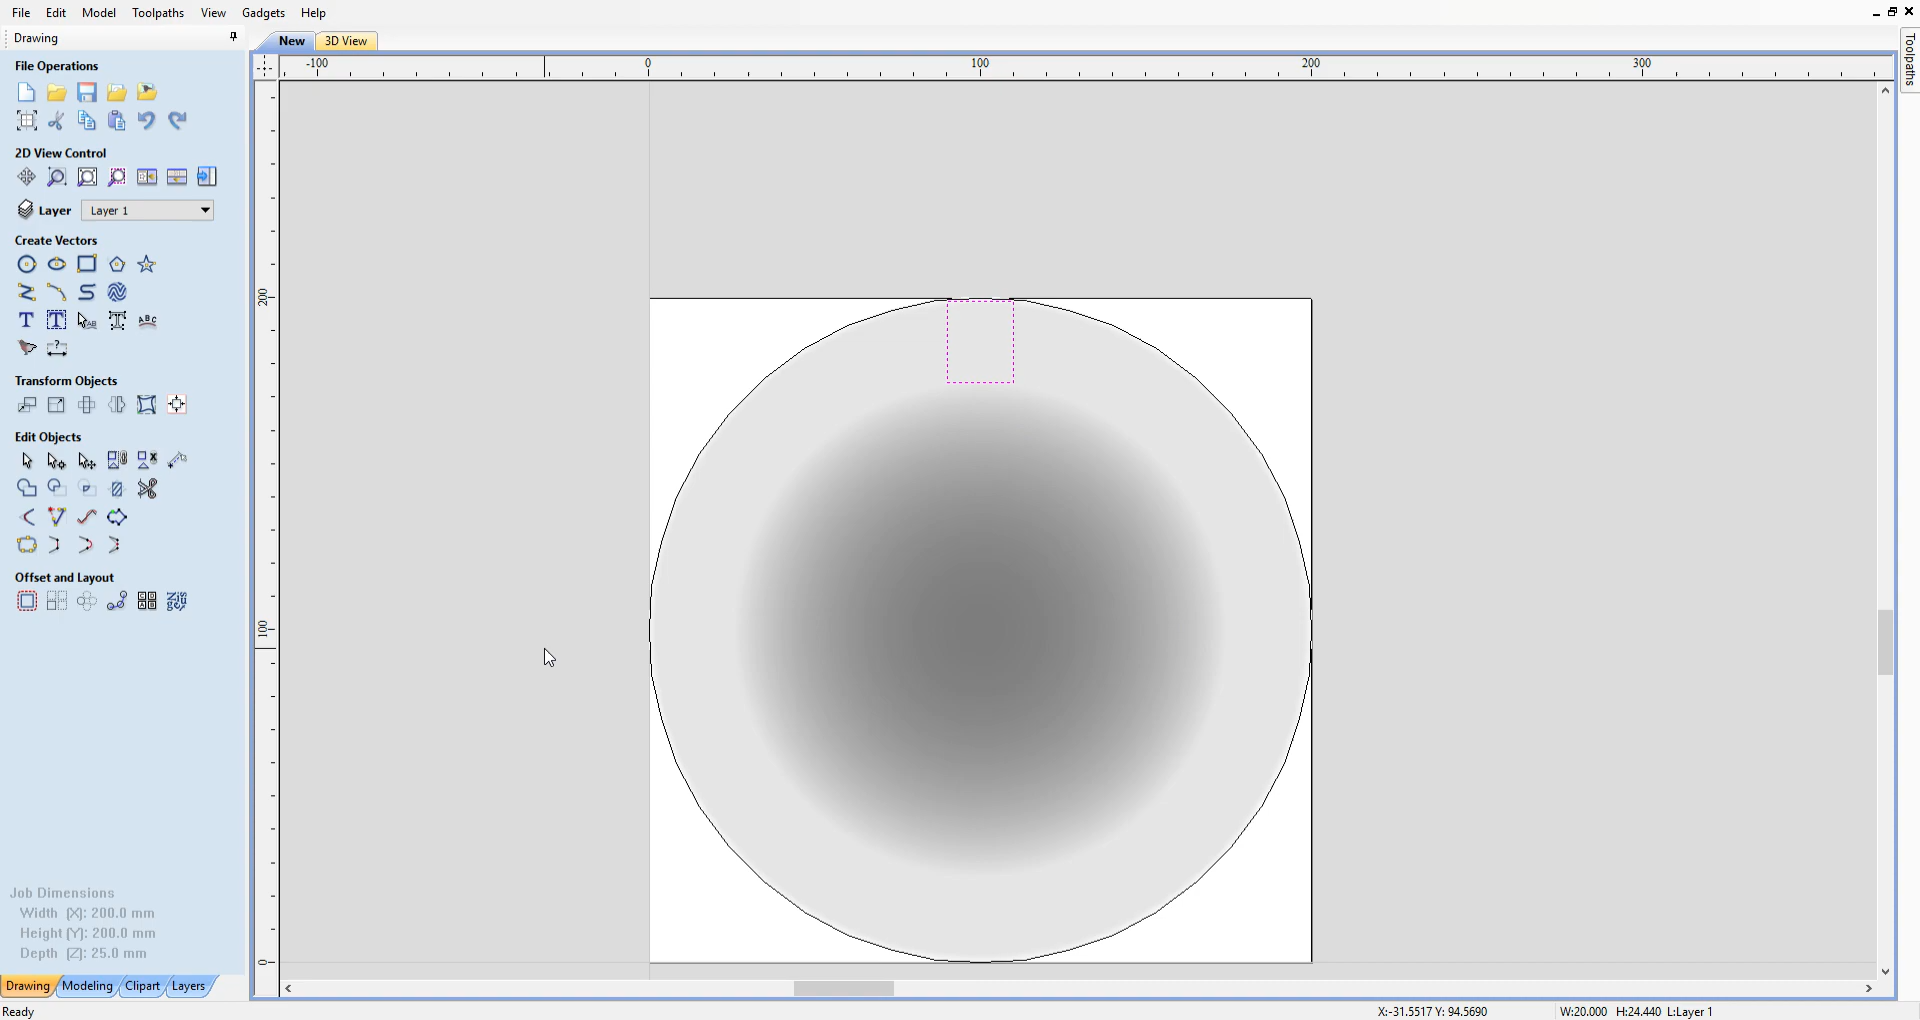 File Edit Model Toolpaths View Gadgets Help
Drawing
New 3D View
Toolpaths
File Operations
-100 0 100 200 300
2D View Control
Layer Layer 1
Create Vectors
200
100
0
Transform Objects
Edit Objects
Offset and Layout
Job Dimensions
Width (X): 200.0 mm
Height (Y): 200.0 mm
Depth (Z): 25.0 mm
Drawing Modeling Clipart Layers
Ready X:-31.5517 Y: 94.5690 W:20.000 H:24.440 L:Layer 1